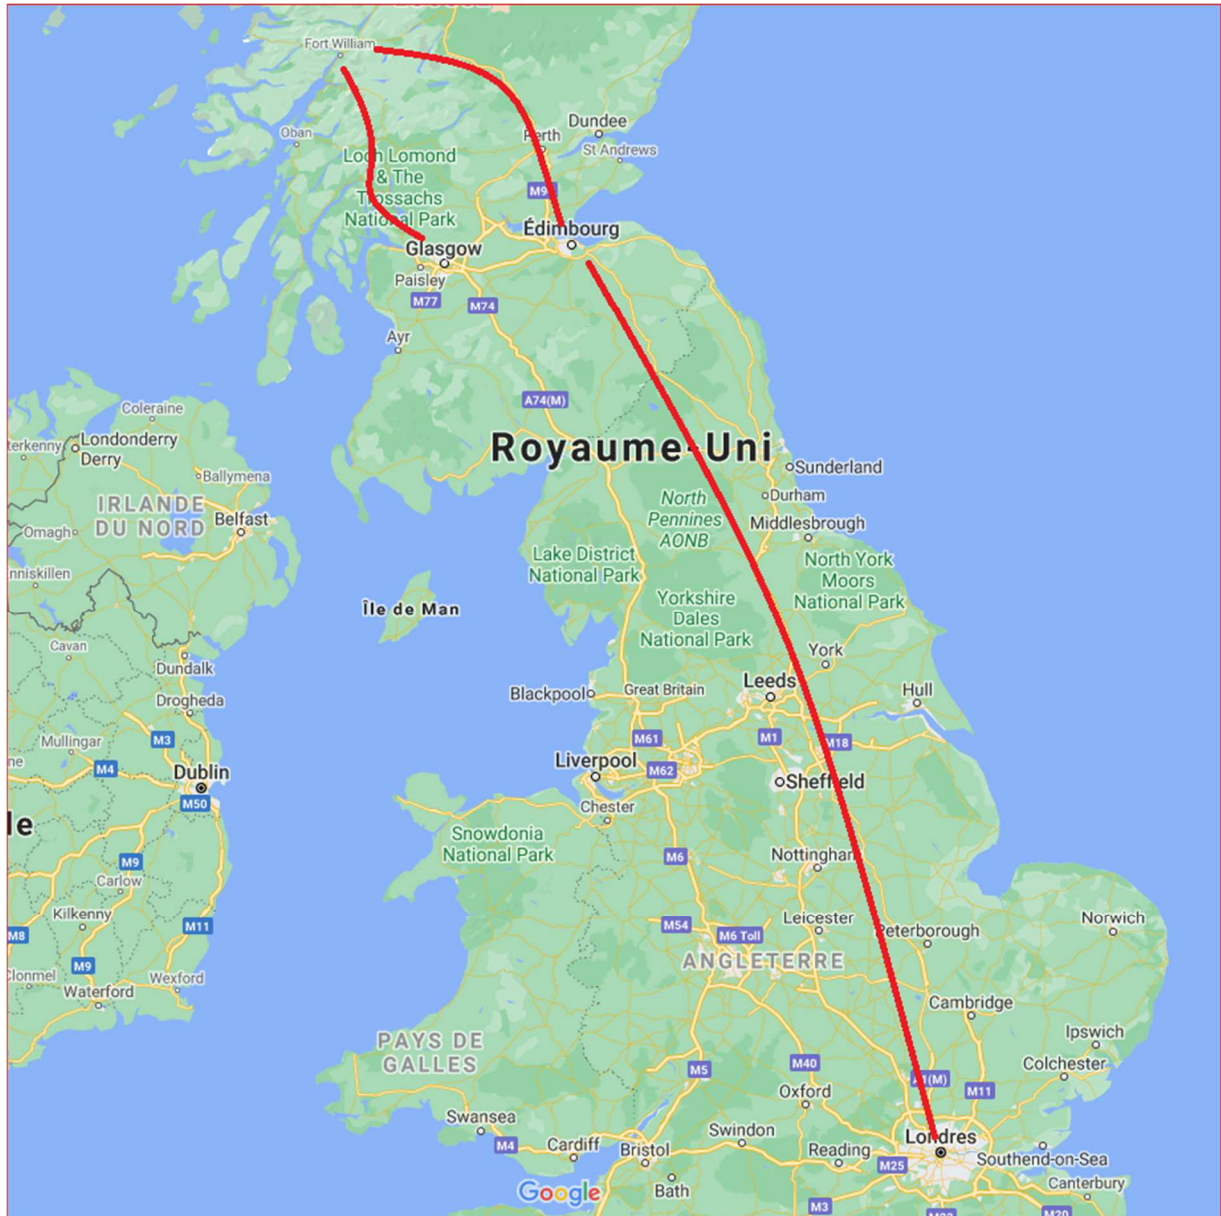 Fort William
Dundee
Perth
St Andrews
Oban
Loch Lomond
& The
Trossachs
National Park
M90
Édimbourg
Glasgow
Paisley
M77
M74
Ayr
A74(M)
Coleraine
Londonderry
Derry
terkenny
Royaume-Uni
Sunderland
Ballymena
IRLANDE
DU NORD
Belfast
Omagh
North
Pennines
AONB
Durham
Middlesbrough
Lake District
National Park
North York
Moors
National Park
nniskillen
Île de Man
Yorkshire
Dales
National Park
Cavan
Dundalk
York
Drogheda
Blackpool
Great Britain
Leeds
Hull
Mullingar
M3
M61
M1
M18
ne
M4
Dublin
M50
Liverpool
M62
Sheffield
Chester
le
Snowdonia
National Park
M9
M6
Nottingham
Carlow
Kilkenny
M8
M11
M54
M6 Toll
Leicester
Peterborough
Norwich
ANGLETERRE
M9
Clonmel
Wexford
Waterford
Cambridge
Ipswich
PAYS DE
GALLES
M5
M40
A1(M)
M11
Colchester
Oxford
Swansea
M4
Cardiff
Bristol
Swindon
Reading
Londres
M25
Southend-on-Sea
Canterbury
Google
Bath
M3
M20